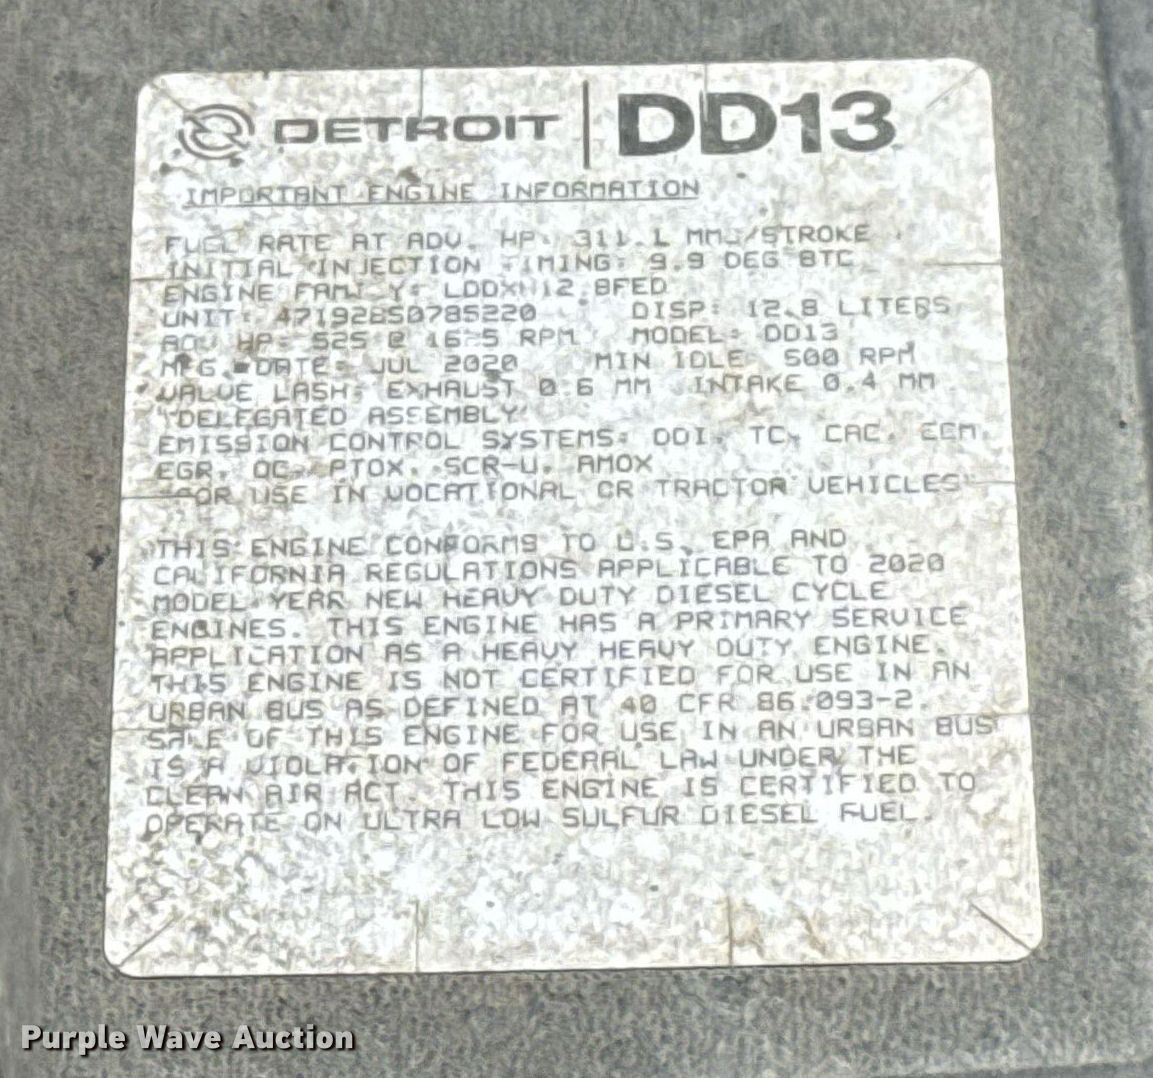 DETROIT | DD13
IMPORTANT ENGINE INFORMATION
FUEL RATE AT ADV. HP: 311.1 MM3/STROKE
INITIAL INJECTION TIMING: 9.9 DEG BTC
ENGINE FAMILY: LDDXH12.8FED
UNIT: 471928S0785220 DISP: 12.8 LITERS
ADV HP: 525 @ 1625 RPM MODEL: DD13
MFG. DATE: JUL 2020 MIN IDLE 500 RPM
VALVE LASH: EXHAUST 0.6 MM INTAKE 0.4 MM
"DELEGATED ASSEMBLY"
EMISSION CONTROL SYSTEMS: DDI, TC, CAC, ECM,
EGR, OC, PTOX, SCR-U, AMOX
"FOR USE IN VOCATIONAL OR TRACTOR VEHICLES"
THIS ENGINE CONFORMS TO U.S. EPA AND
CALIFORNIA REGULATIONS APPLICABLE TO 2020
MODEL YEAR NEW HEAVY DUTY DIESEL CYCLE
ENGINES. THIS ENGINE HAS A PRIMARY SERVICE
APPLICATION AS A HEAVY HEAVY DUTY ENGINE.
THIS ENGINE IS NOT CERTIFIED FOR USE IN AN
URBAN BUS AS DEFINED AT 40 CFR 86.093-2.
SALE OF THIS ENGINE FOR USE IN AN URBAN BUS
IS A VIOLATION OF FEDERAL LAW UNDER THE
CLEAN AIR ACT. THIS ENGINE IS CERTIFIED TO
OPERATE ON ULTRA LOW SULFUR DIESEL FUEL.
Purple Wave Auction